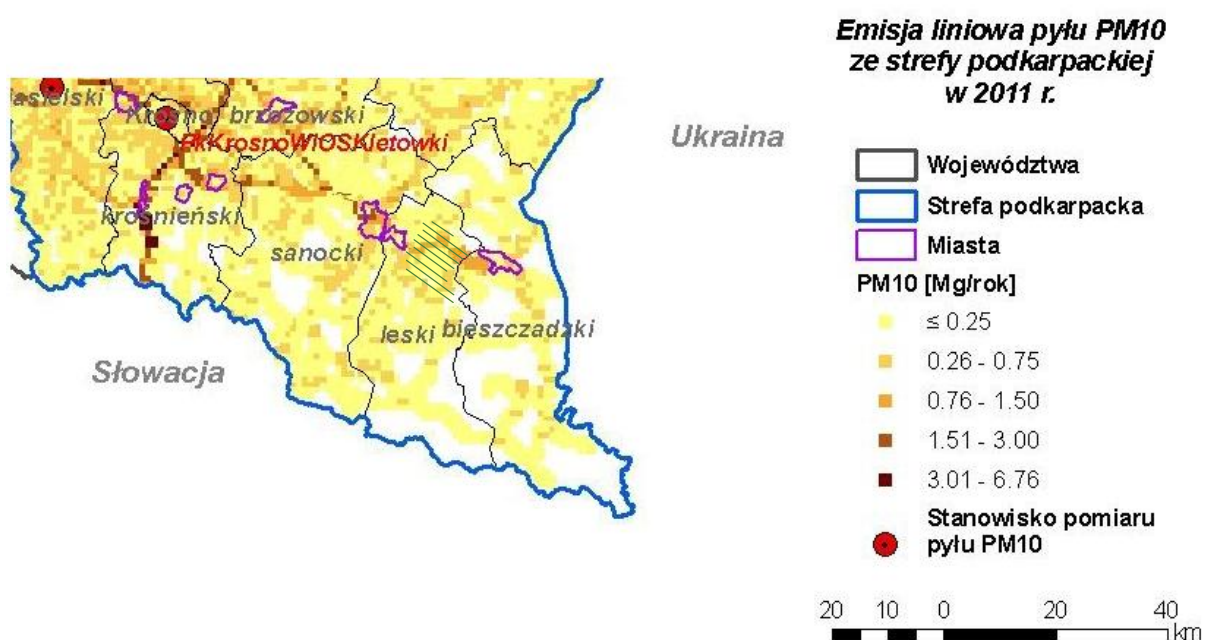 Emisja liniowa pyłu PM10
ze strefy podkarpackiej
w 2011 r.
asielski
Krosno
brzozowski
PkKrosnoWIOSKletowki
Ukraina
krośnieński
sanocki
leski
bieszczadzki
Słowacja
Województwa
Strefa podkarpacka
Miasta
PM10 [Mg/rok]
≤ 0.25
0.26 - 0.75
0.76 - 1.50
1.51 - 3.00
3.01 - 6.76
Stanowisko pomiaru
pyłu PM10
20 10 0 20 40
km